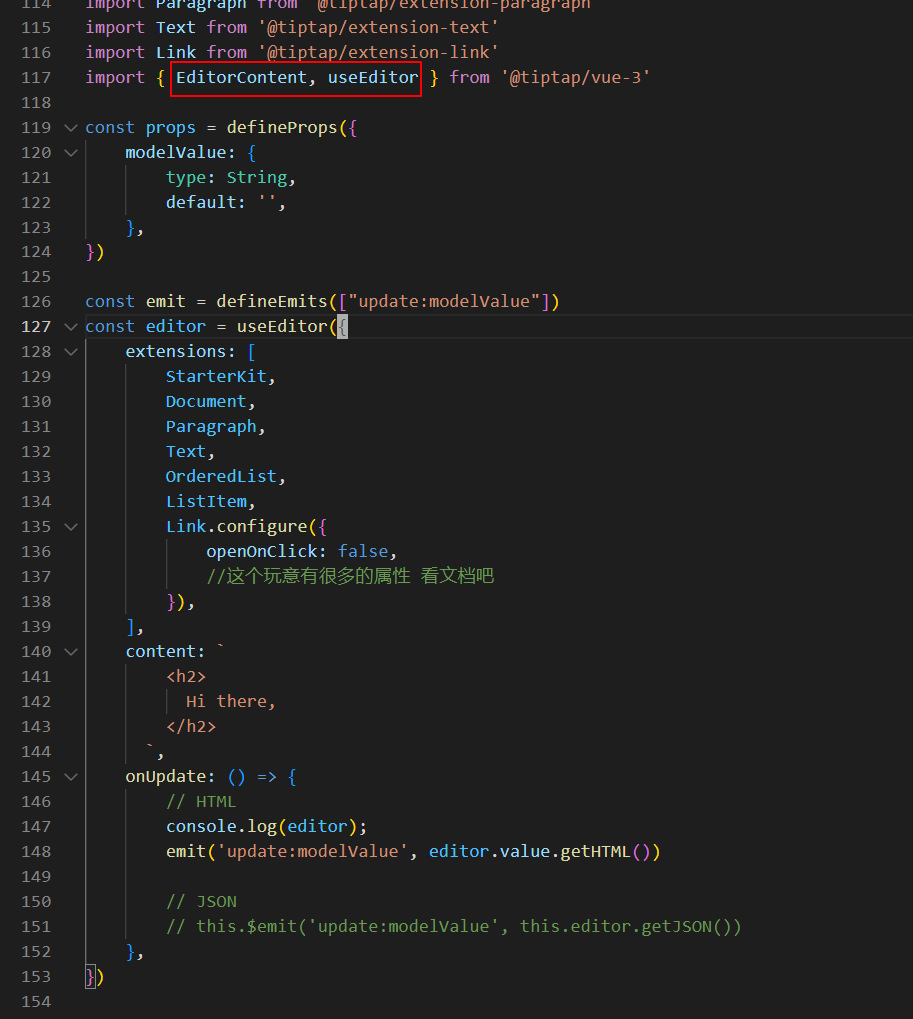 114 import Paragraph from '@tiptap/extension-paragraph'
115 import Text from '@tiptap/extension-text'
116 import Link from '@tiptap/extension-link'
117 import { EditorContent, useEditor } from '@tiptap/vue-3'
118
119 const props = defineProps({
120     modelValue: {
121         type: String,
122         default: '',
123     },
124 })
125
126 const emit = defineEmits(["update:modelValue"])
127 const editor = useEditor({
128     extensions: [
129         StarterKit,
130         Document,
131         Paragraph,
132         Text,
133         OrderedList,
134         ListItem,
135         Link.configure({
136             openOnClick: false,
137             //这个玩意有很多的属性 看文档吧
138         }),
139     ],
140     content: `
141         <h2>
142           Hi there,
143         </h2>
144       `,
145     onUpdate: () => {
146         // HTML
147         console.log(editor);
148         emit('update:modelValue', editor.value.getHTML())
149
150         // JSON
151         // this.$emit('update:modelValue', this.editor.getJSON())
152     },
153 })
154